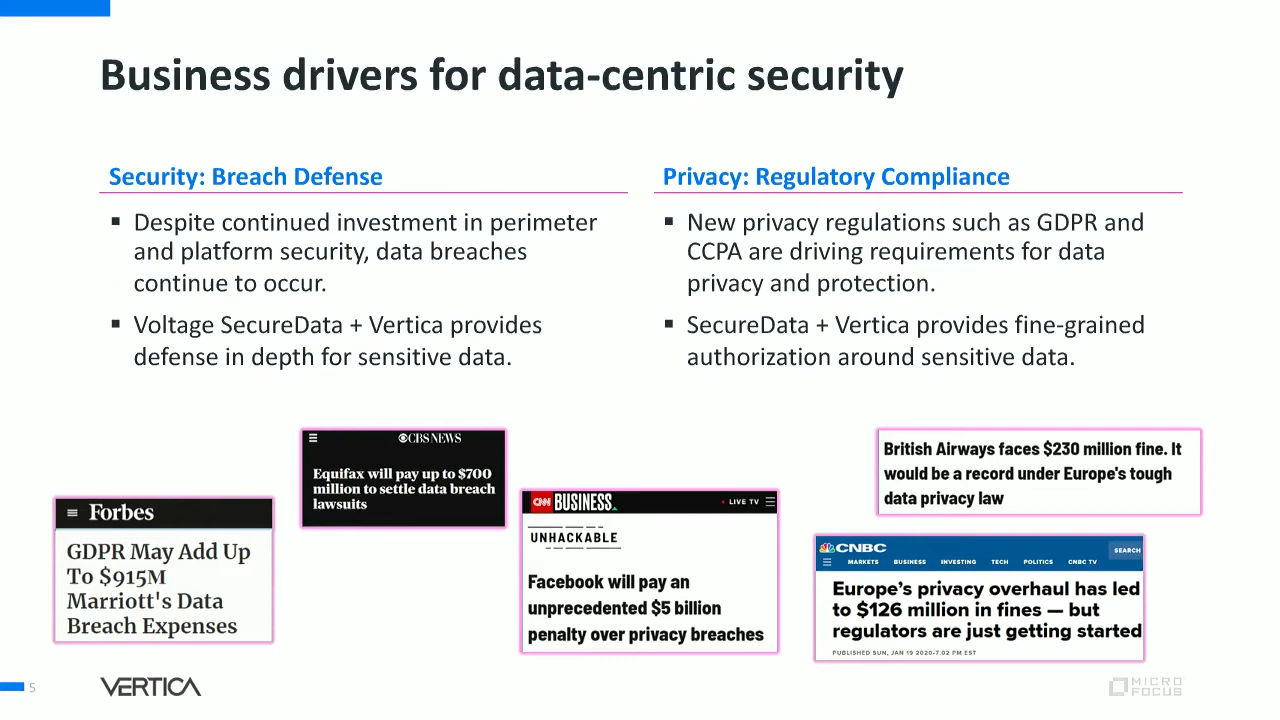 Business drivers for data-centric security
Security: Breach Defense
▪ Despite continued investment in perimeter
and platform security, data breaches
continue to occur.
▪ Voltage SecureData + Vertica provides
defense in depth for sensitive data.
Privacy: Regulatory Compliance
▪ New privacy regulations such as GDPR and
CCPA are driving requirements for data
privacy and protection.
▪ SecureData + Vertica provides fine-grained
authorization around sensitive data.
Forbes
GDPR May Add Up
To $915M
Marriott's Data
Breach Expenses
CBS NEWS
Equifax will pay up to $700
million to settle data breach
lawsuits
CNN BUSINESS
LIVE TV
UNHACKABLE
Facebook will pay an
unprecedented $5 billion
penalty over privacy breaches
British Airways faces $230 million fine. It
would be a record under Europe's tough
data privacy law
CNBC
SEARCH
MARKETS BUSINESS INVESTING TECH POLITICS CNBC TV
Europe’s privacy overhaul has led
to $126 million in fines — but
regulators are just getting started
PUBLISHED SUN, JAN 19 2020•7:02 PM EST
5
VERTICA
MICRO
FOCUS